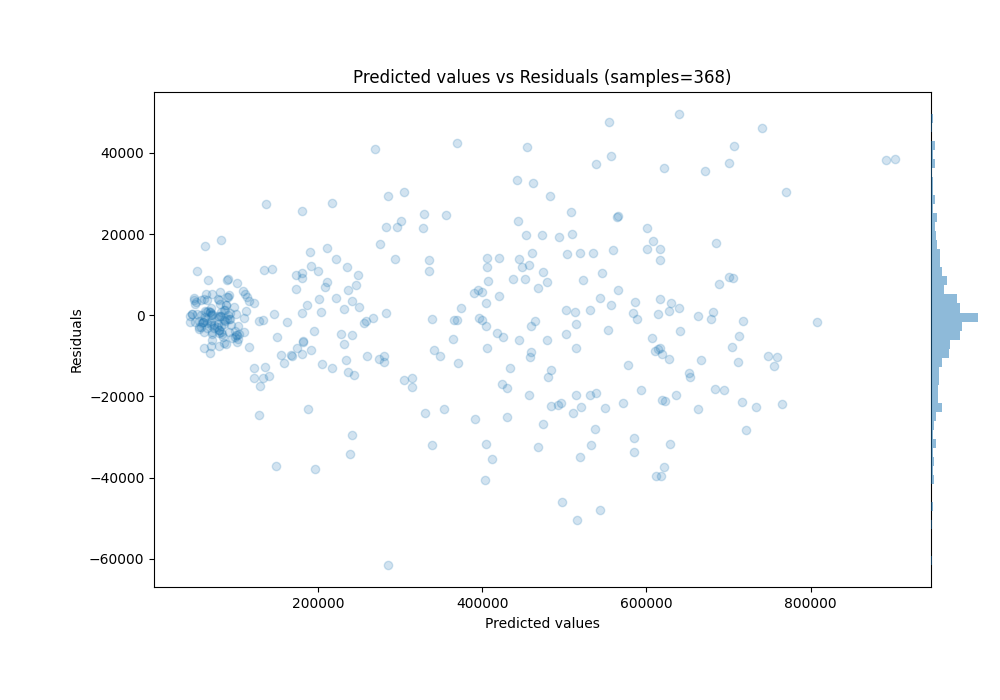 Predicted values vs Residuals (samples=368)
40000
20000
0
−20000
−40000
−60000
Residuals
200000 400000 600000 800000
Predicted values